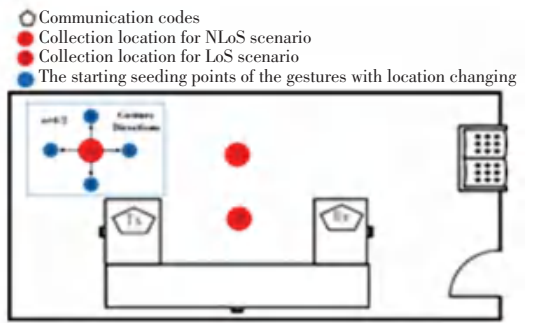 Communication codes
Collection location for NLoS scenario
Collection location for LoS scenario
The starting seeding points of the gestures with location changing
Gesture
Directions
Tx
Rx